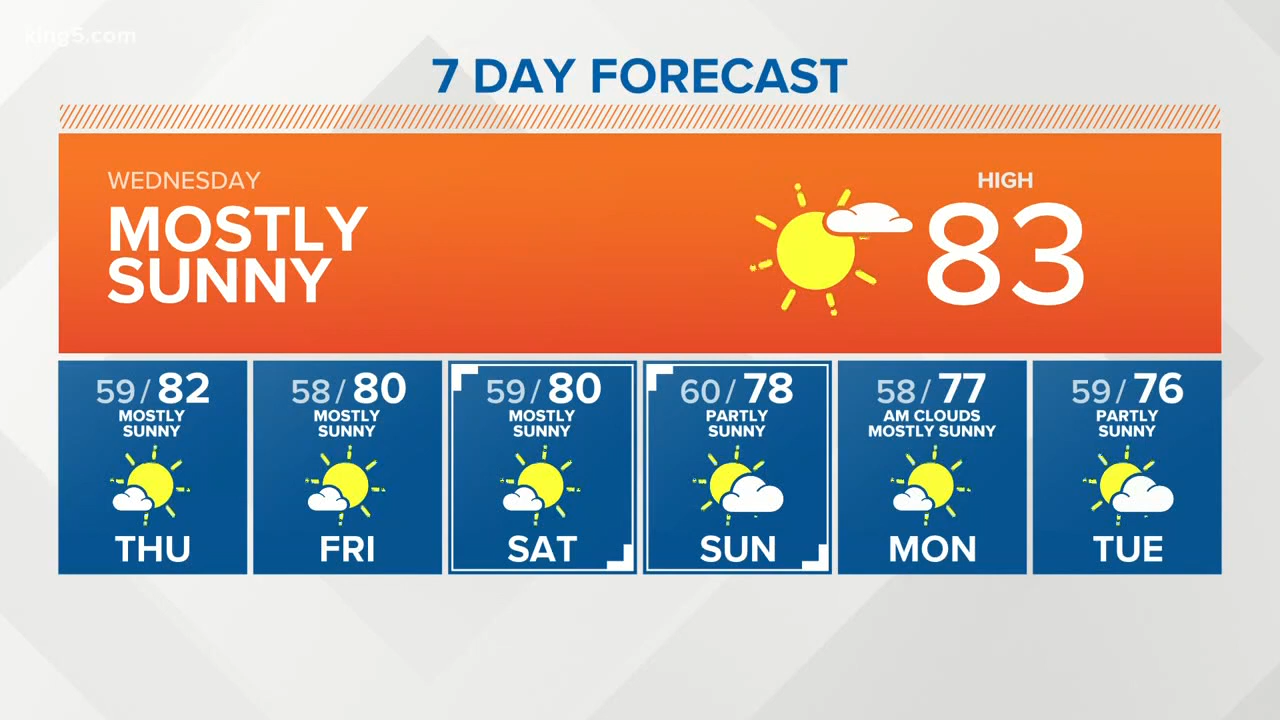 king5.com
7 DAY FORECAST
WEDNESDAY
MOSTLY
SUNNY
HIGH
83
59/82
MOSTLY
SUNNY
THU
58/80
MOSTLY
SUNNY
FRI
59/80
MOSTLY
SUNNY
SAT
60/78
PARTLY
SUNNY
SUN
58/77
AM CLOUDS
MOSTLY SUNNY
MON
59/76
PARTLY
SUNNY
TUE